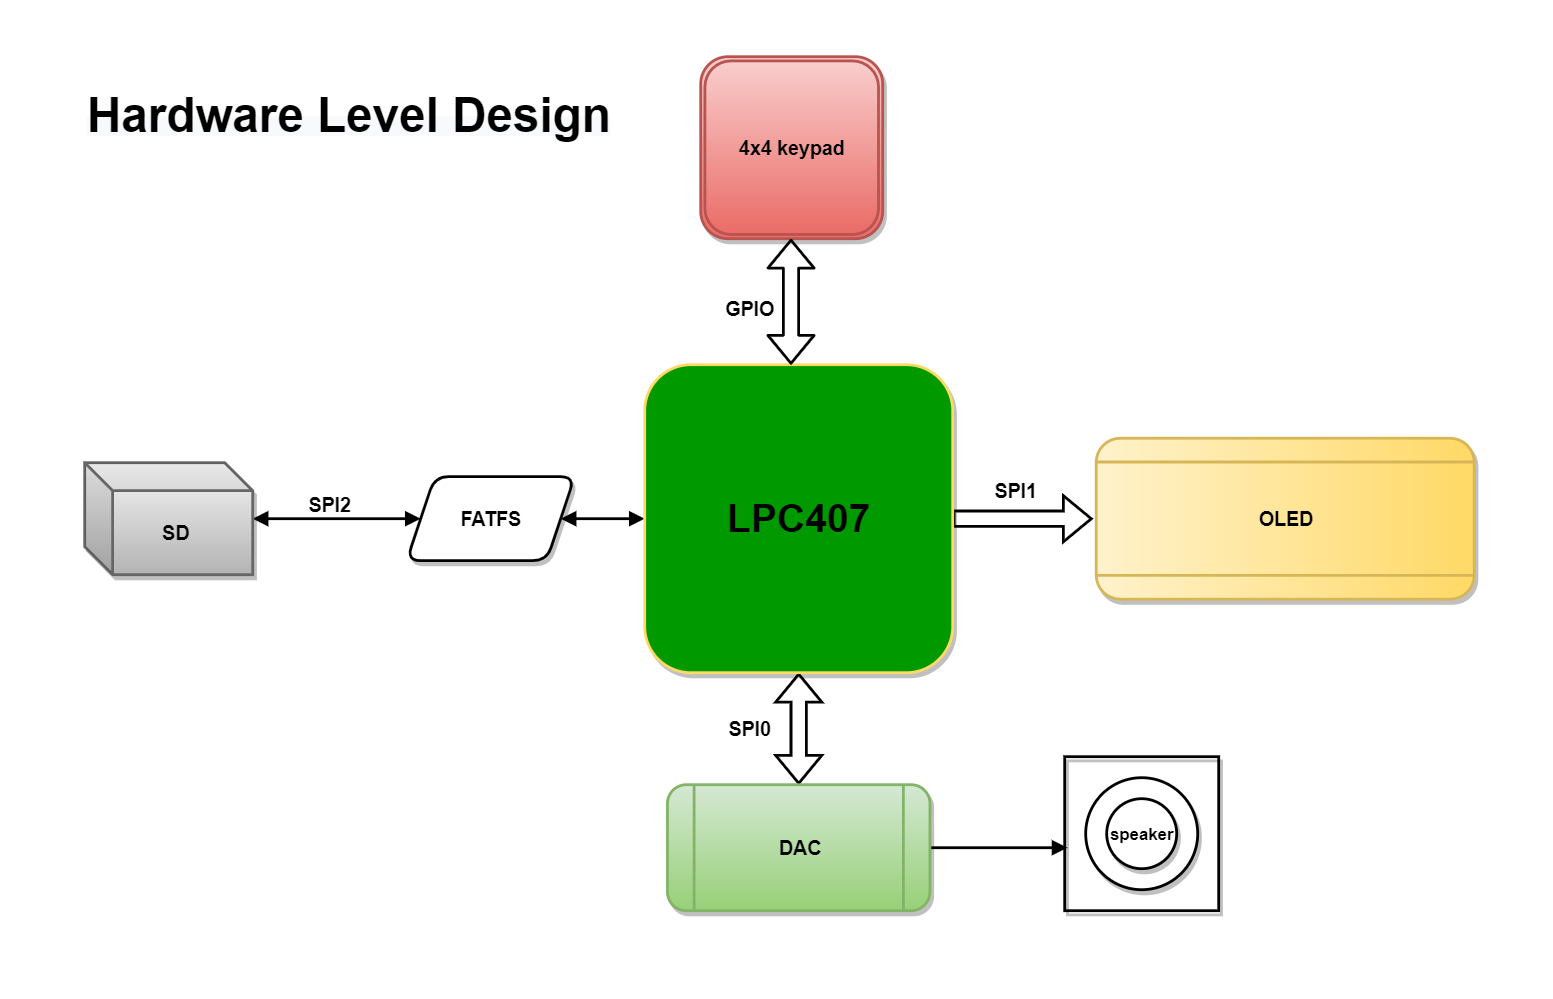 Hardware Level Design
4x4 keypad
GPIO
SPI2
FATFS
SD
LPC407
SPI1
OLED
SPI0
DAC
speaker